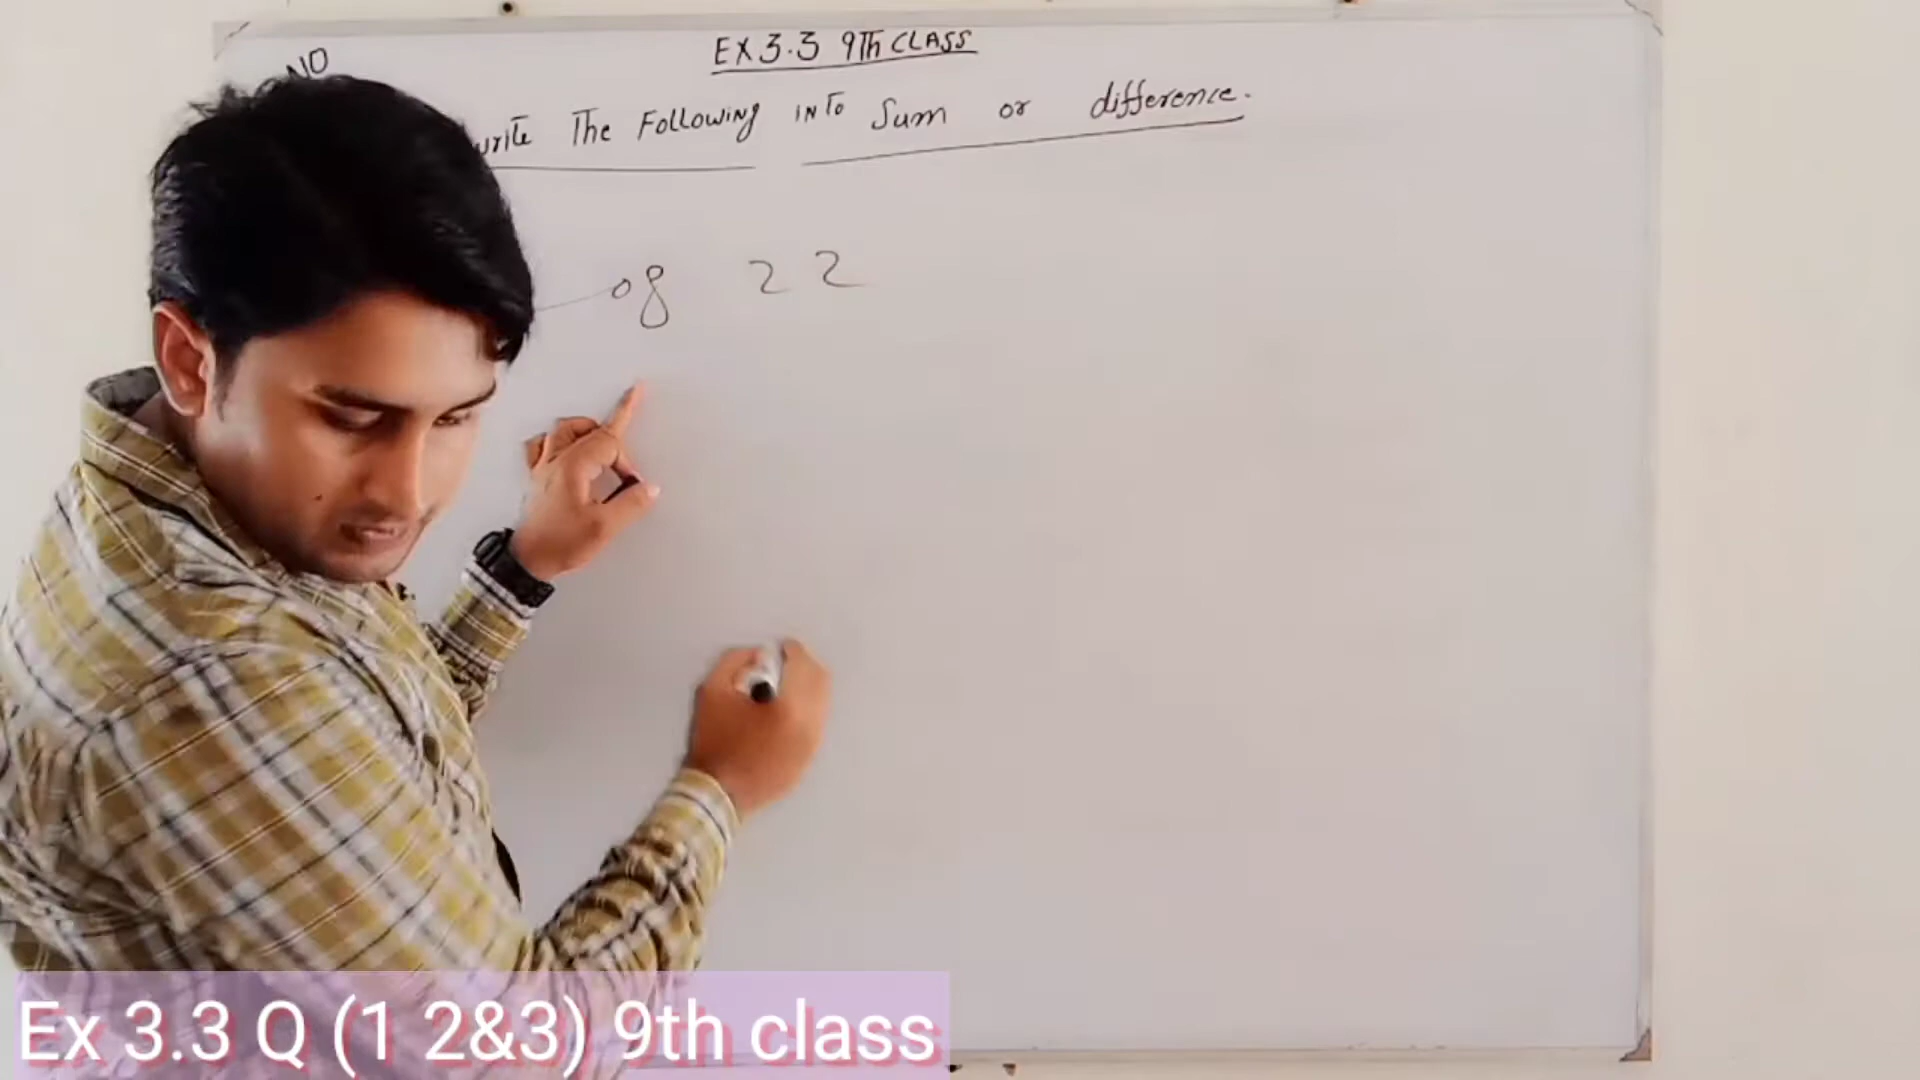 EX 3.3 9Th CLASS
NO
write The Following INTO Sum or difference.
og 22
Ex 3.3 Q (1 2&3) 9th class